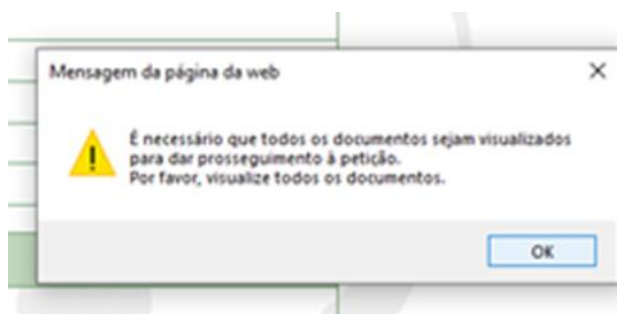 Mensagem da página da web
É necessário que todos os documentos sejam visualizados
para dar prosseguimento à petição.
Por favor, visualize todos os documentos.
OK